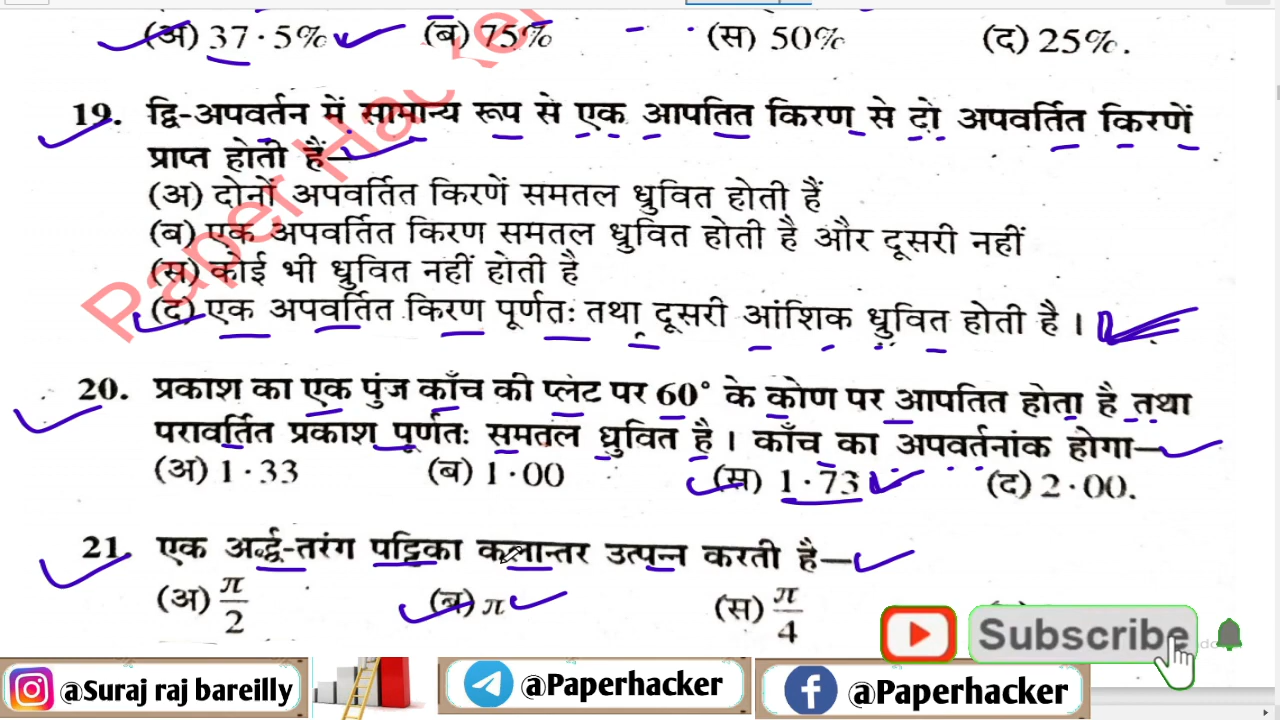 (अ) 37·5% (ब) 75% (स) 50% (द) 25%.
19. द्वि-अपवर्तन में सामान्य रूप से एक आपतित किरण से दो अपवर्तित किरणें
प्राप्त होती हैं—
(अ) दोनों अपवर्तित किरणें समतल ध्रुवित होती हैं
(ब) एक अपवर्तित किरण समतल ध्रुवित होती है और दूसरी नहीं
(स) कोई भी ध्रुवित नहीं होती है
(द) एक अपवर्तित किरण पूर्णतः तथा दूसरी आंशिक ध्रुवित होती है ।
20. प्रकाश का एक पुंज काँच की प्लेट पर 60° के कोण पर आपतित होता है तथा
परावर्तित प्रकाश पूर्णतः समतल ध्रुवित है । काँच का अपवर्तनांक होगा—
(अ) 1·33 (ब) 1·00 (स) 1·73 (द) 2·00.
21. एक अर्द्ध-तरंग पट्टिका कलान्तर उत्पन्न करती है—
(अ) π/2 (ब) π (स) π/4
Paper Hacker
Subscribe
@Suraj raj bareilly @Paperhacker @Paperhacker